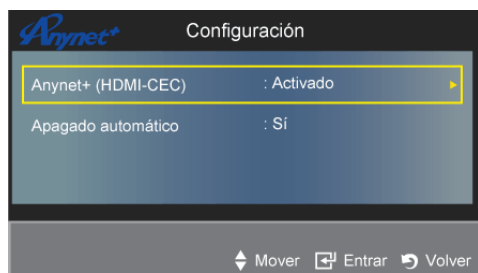 Anynet+ Configuración
Anynet+ (HDMI-CEC) : Activado
Apagado automático : Sí
Mover Entrar Volver